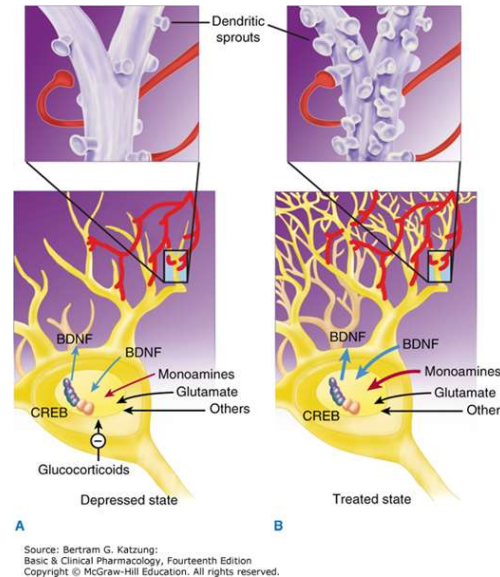 Dendritic
sprouts
BDNF
BDNF
Monoamines
Glutamate
Others
CREB
Glucocorticoids
Depressed state
A
BDNF
BDNF
Monoamines
Glutamate
Other
CREB
Treated state
B
Source: Bertram G. Katzung:
Basic & Clinical Pharmacology, Fourteenth Edition
Copyright © McGraw-Hill Education. All rights reserved.